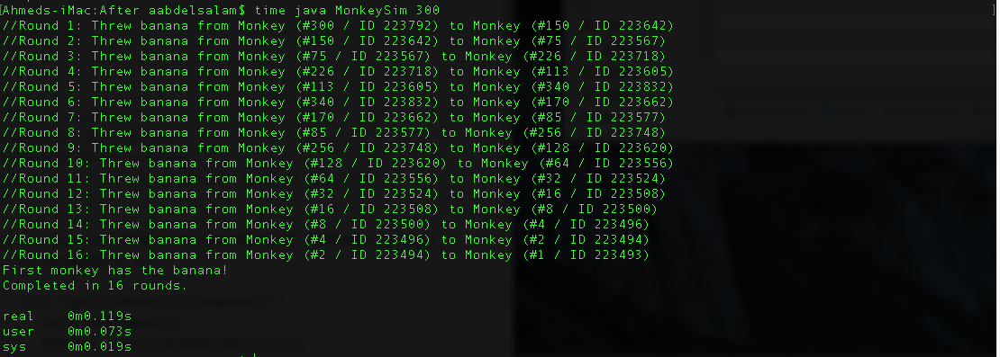 [Ahmeds-iMac:After aabdelsalam$ time java MonkeySim 300 ]
//Round 1: Threw banana from Monkey (#300 / ID 223792) to Monkey (#150 / ID 223642)
//Round 2: Threw banana from Monkey (#150 / ID 223642) to Monkey (#75 / ID 223567)
//Round 3: Threw banana from Monkey (#75 / ID 223567) to Monkey (#226 / ID 223718)
//Round 4: Threw banana from Monkey (#226 / ID 223718) to Monkey (#113 / ID 223605)
//Round 5: Threw banana from Monkey (#113 / ID 223605) to Monkey (#340 / ID 223832)
//Round 6: Threw banana from Monkey (#340 / ID 223832) to Monkey (#170 / ID 223662)
//Round 7: Threw banana from Monkey (#170 / ID 223662) to Monkey (#85 / ID 223577)
//Round 8: Threw banana from Monkey (#85 / ID 223577) to Monkey (#256 / ID 223748)
//Round 9: Threw banana from Monkey (#256 / ID 223748) to Monkey (#128 / ID 223620)
//Round 10: Threw banana from Monkey (#128 / ID 223620) to Monkey (#64 / ID 223556)
//Round 11: Threw banana from Monkey (#64 / ID 223556) to Monkey (#32 / ID 223524)
//Round 12: Threw banana from Monkey (#32 / ID 223524) to Monkey (#16 / ID 223508)
//Round 13: Threw banana from Monkey (#16 / ID 223508) to Monkey (#8 / ID 223500)
//Round 14: Threw banana from Monkey (#8 / ID 223500) to Monkey (#4 / ID 223496)
//Round 15: Threw banana from Monkey (#4 / ID 223496) to Monkey (#2 / ID 223494)
//Round 16: Threw banana from Monkey (#2 / ID 223494) to Monkey (#1 / ID 223493)
First monkey has the banana!
Completed in 16 rounds.
real 0m0.119s
user 0m0.073s
sys 0m0.019s